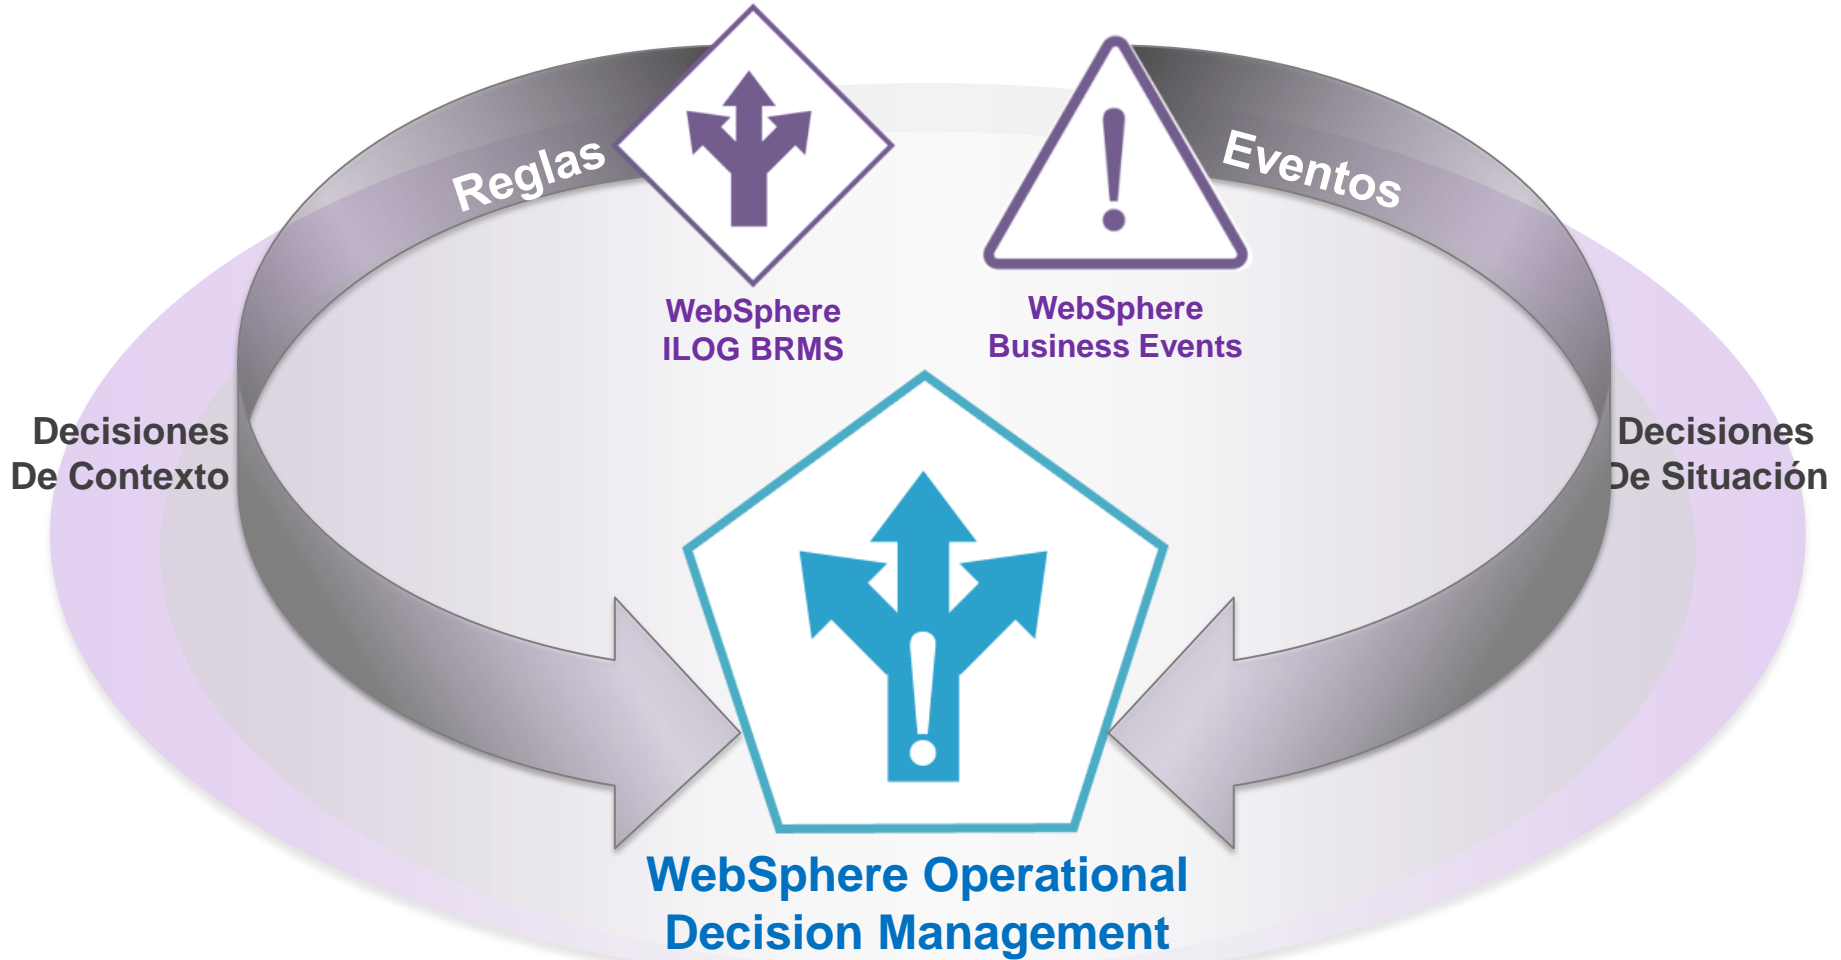 Reglas
Eventos
WebSphere
ILOG BRMS
WebSphere
Business Events
Decisiones
De Contexto
Decisiones
De Situación
WebSphere Operational
Decision Management